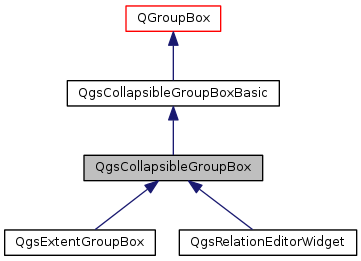 QGroupBox
QgsCollapsibleGroupBoxBasic
QgsCollapsibleGroupBox
QgsExtentGroupBox
QgsRelationEditorWidget